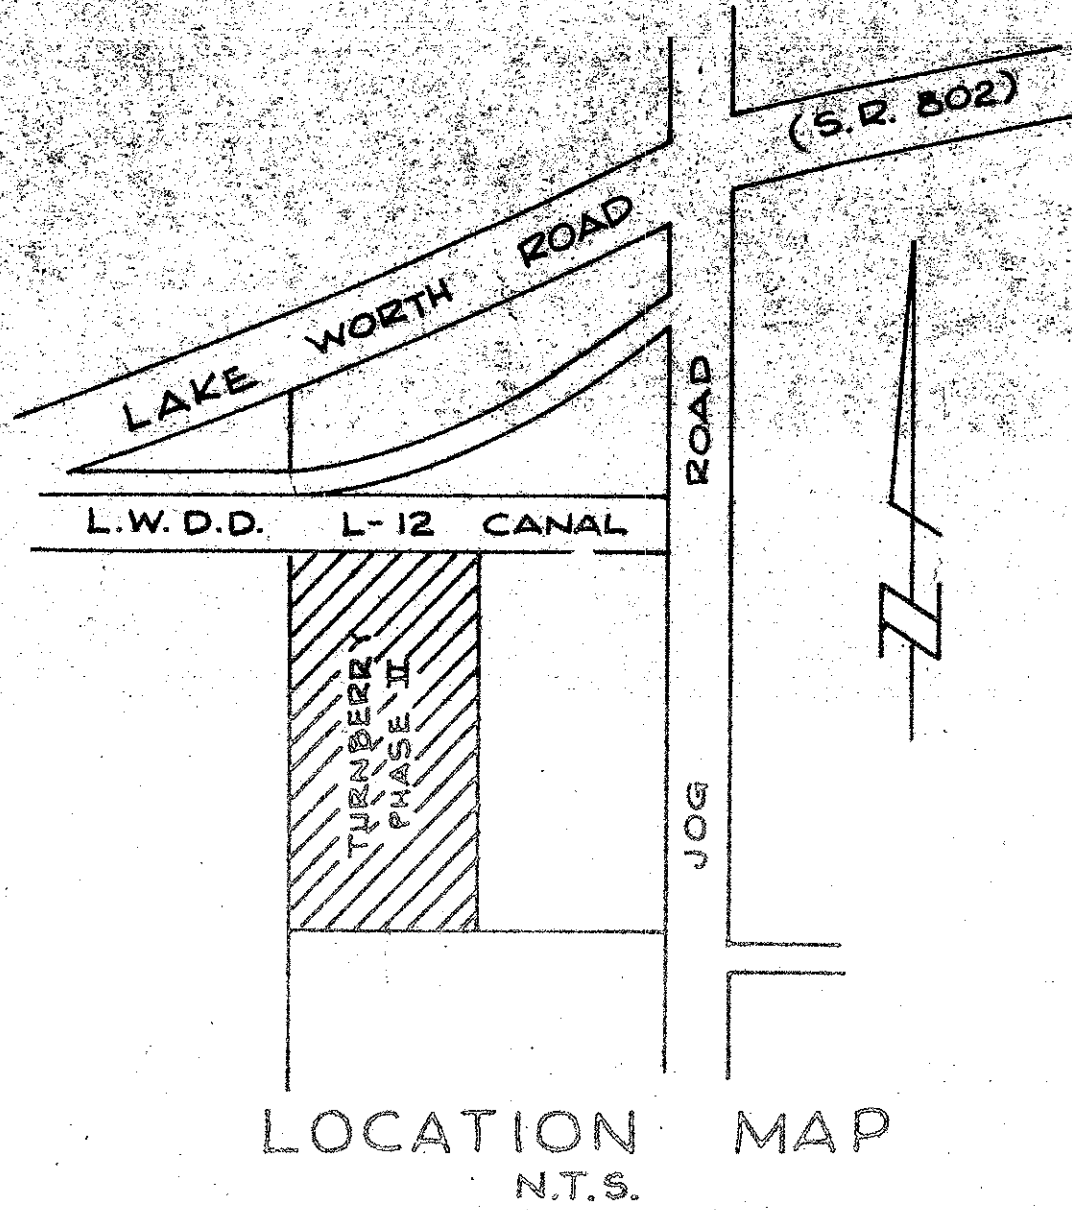 (S.R. 802)
LAKE WORTH ROAD
JOG ROAD
L.W.D.D. L-12 CANAL
TURNBERRY
PHASE II
N
LOCATION MAP
N.T.S.